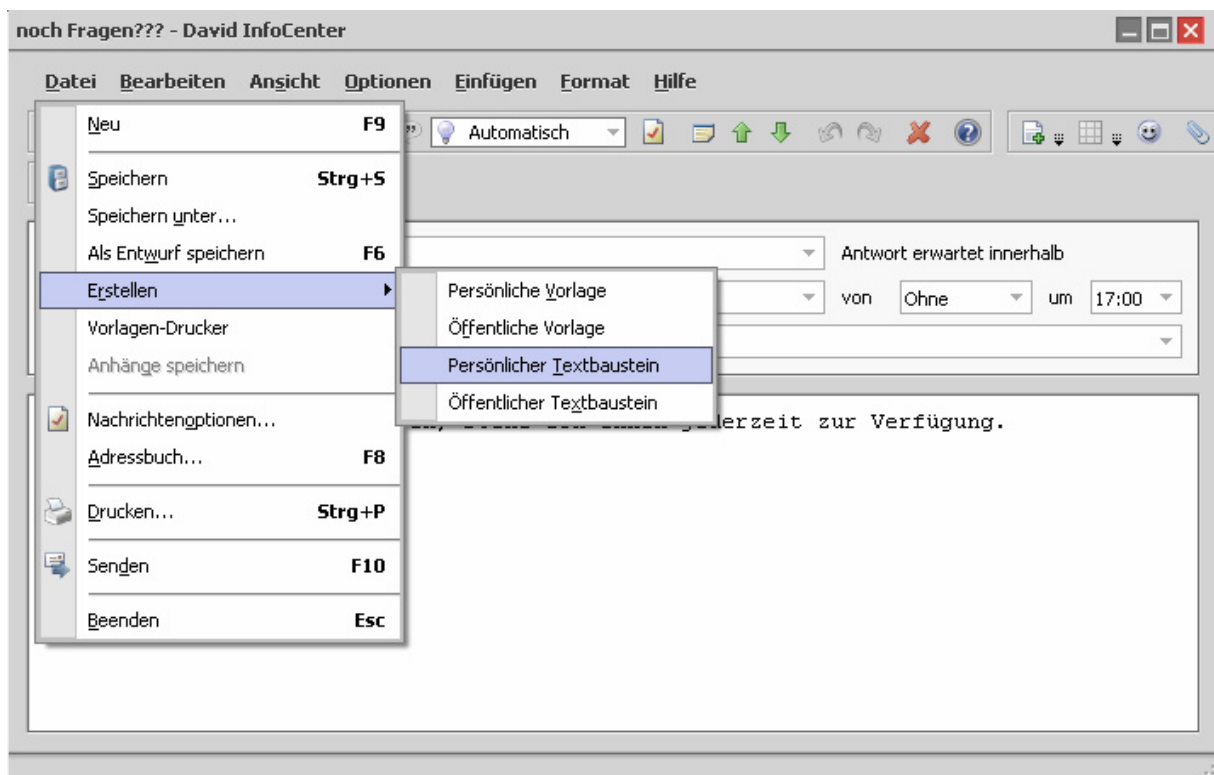 noch Fragen??? - David InfoCenter
Datei Bearbeiten Ansicht Optionen Einfügen Format Hilfe
Neu F9
Automatisch
Speichern Strg+S
Speichern unter...
Als Entwurf speichern F6
Antwort erwartet innerhalb
Erstellen
Persönliche Vorlage
von Ohne um 17:00
Vorlagen-Drucker
Öffentliche Vorlage
Anhänge speichern
Persönlicher Textbaustein
Öffentlicher Textbaustein
Nachrichtenoptionen...
jederzeit zur Verfügung.
Adressbuch... F8
Drucken... Strg+P
Senden F10
Beenden Esc